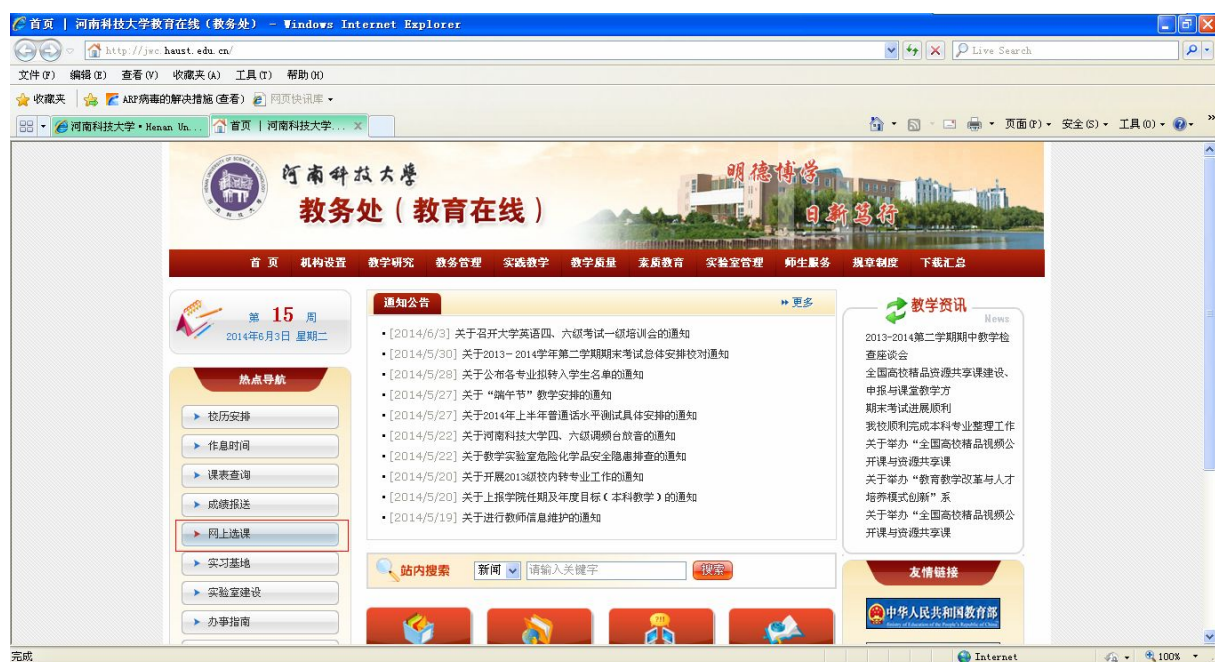 首页 | 河南科技大学教育在线（教务处） - Windows Internet Explorer
http://jwc.haust.edu.cn/
Live Search
文件(F) 编辑(E) 查看(V) 收藏夹(A) 工具(T) 帮助(H)
收藏夹 ARP病毒的解决措施(查看) 网页快讯库
河南科技大学·Henan Un... 首页 | 河南科技大学...
页面(P) 安全(S) 工具(O)
河南科技大学
教务处（教育在线）
明德博学
日新笃行
首 页 机构设置 教学研究 教务管理 实践教学 教学质量 素质教育 实验室管理 师生服务 规章制度 下载汇总
第 15 周
2014年6月3日 星期二
热点导航
校历安排
作息时间
课表查询
成绩报送
网上选课
实习基地
实验室建设
办事指南
通知公告 更多
[2014/6/3] 关于召开大学英语四、六级考试一级培训会的通知
[2014/5/30] 关于2013－2014学年第二学期期末考试总体安排校对通知
[2014/5/28] 关于公布各专业拟转入学生名单的通知
[2014/5/27] 关于“端午节”教学安排的通知
[2014/5/27] 关于2014年上半年普通话水平测试具体安排的通知
[2014/5/22] 关于河南科技大学四、六级调频台放音的通知
[2014/5/22] 关于教学实验室危险化学品安全隐患排查的通知
[2014/5/20] 关于开展2013级校内转专业工作的通知
[2014/5/20] 关于上报学院任期及年度目标（本科教学）的通知
[2014/5/19] 关于进行教师信息维护的通知
站内搜索 新闻 请输入关键字 搜索
教学资讯
News
2013-2014第二学期期中教学检
查座谈会
全国高校精品资源共享课建设、
申报与课堂教学方
期末考试进展顺利
我校顺利完成本科专业整理工作
关于举办“全国高校精品视频公
开课与资源共享课
关于举办“教育教学改革与人才
培养模式创新”系
关于举办“全国高校精品视频公
开课与资源共享课
友情链接
中华人民共和国教育部
完成
Internet
100%